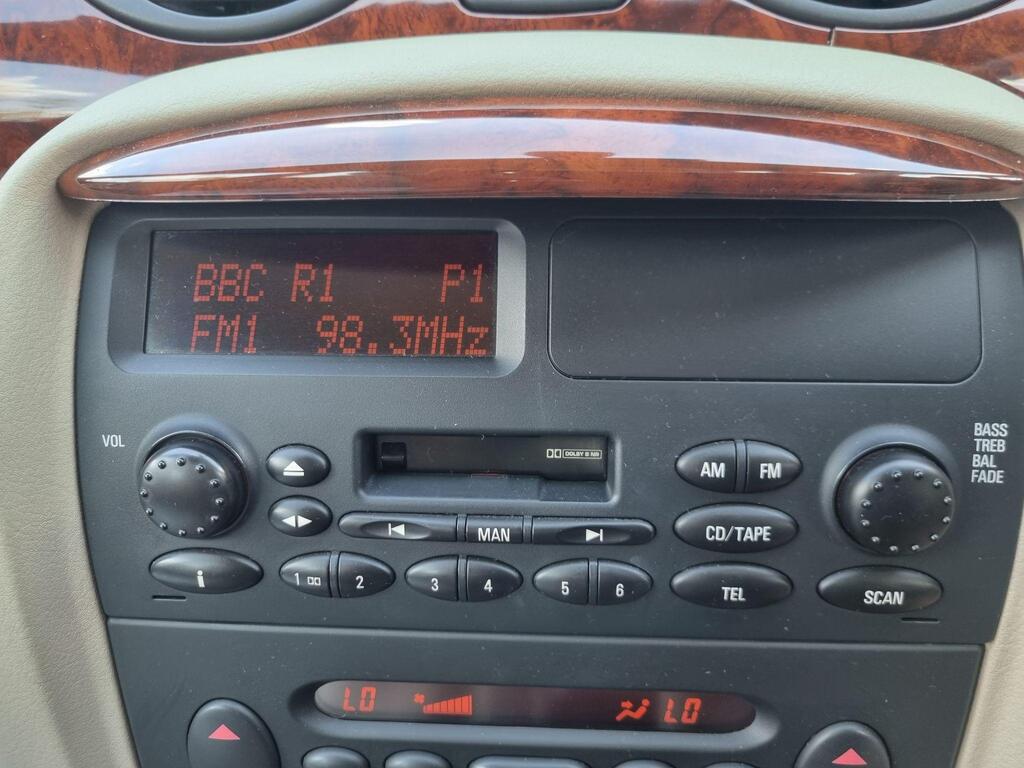 BBC R1 P1
FM1 98.3MHz
VOL
DOLBY B NR
AM FM
BASS
TREB
BAL
FADE
MAN
CD/TAPE
i
1 2 3 4 5 6
TEL
SCAN
LO LO